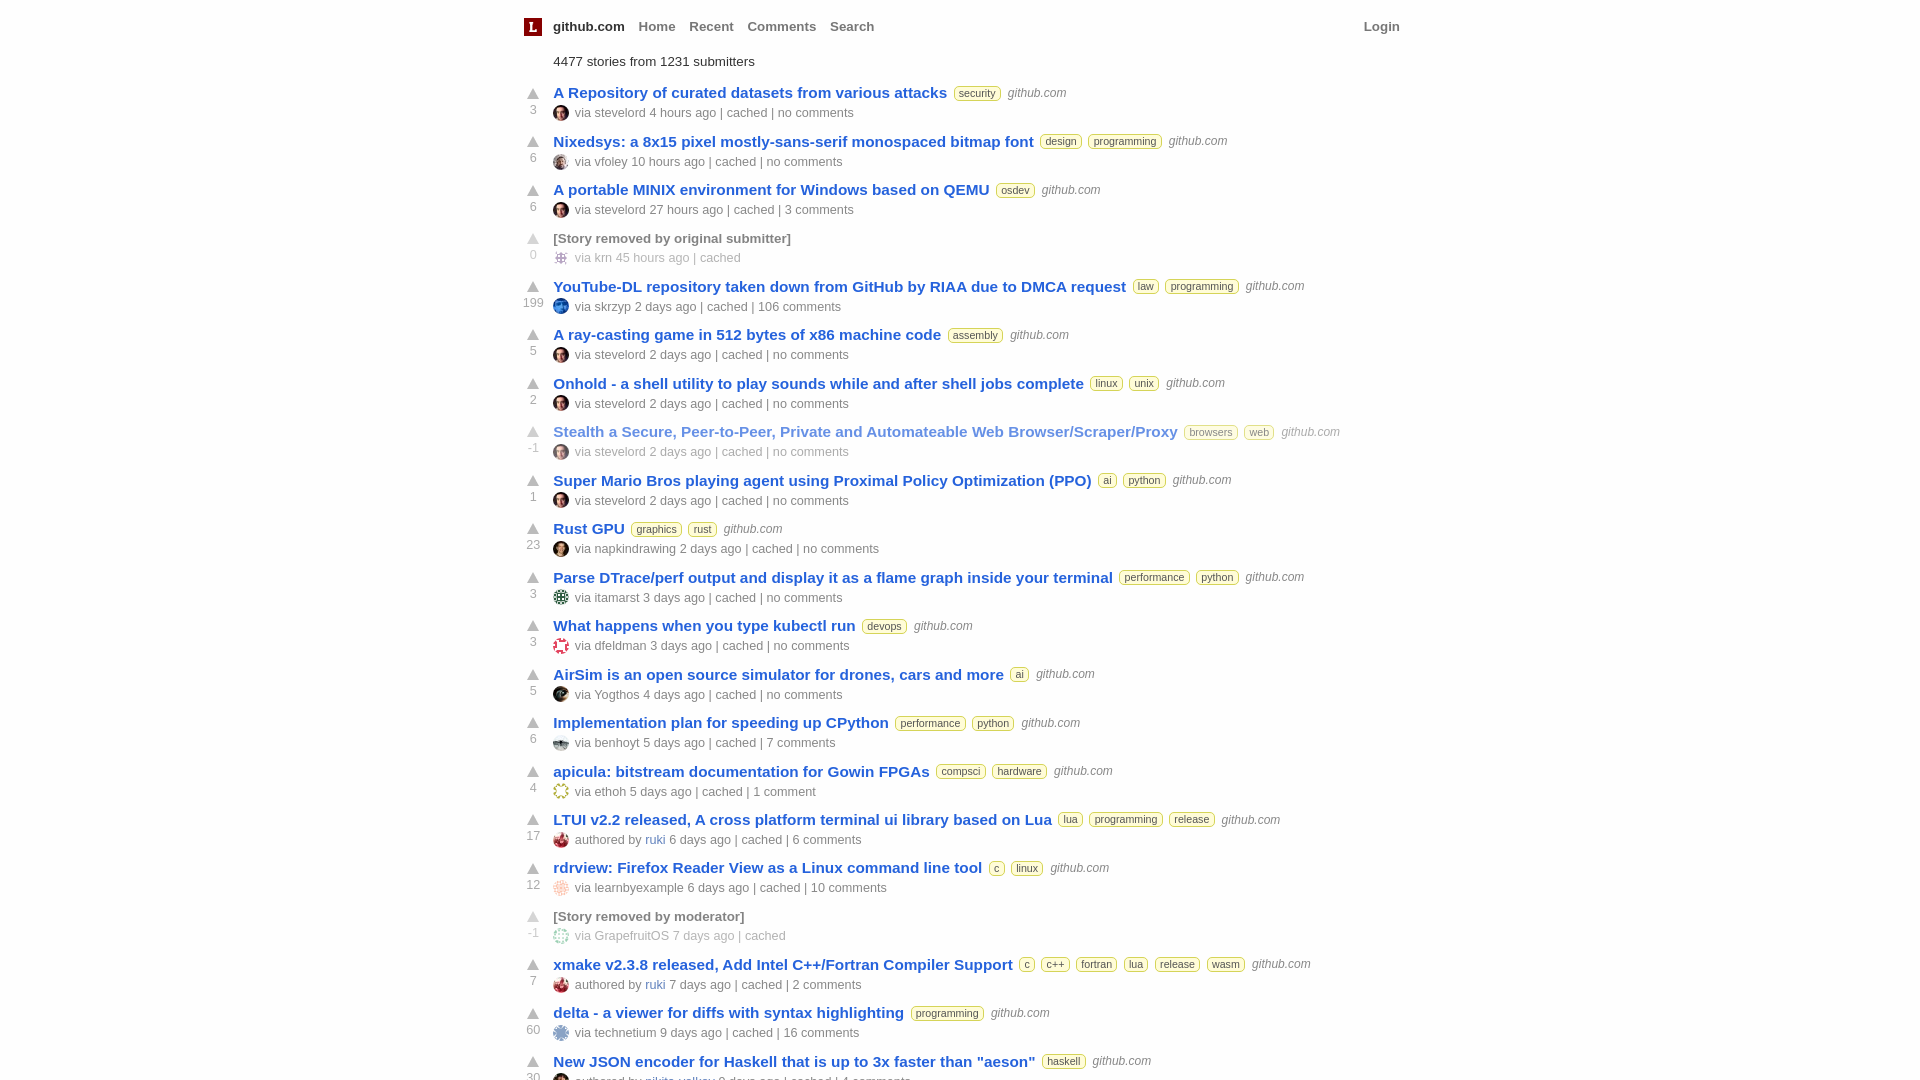 L github.com Home Recent Comments Search Login
4477 stories from 1231 submitters
A Repository of curated datasets from various attacks security github.com
3 via stevelord 4 hours ago | cached | no comments
Nixedsys: a 8x15 pixel mostly-sans-serif monospaced bitmap font design programming github.com
6 via vfoley 10 hours ago | cached | no comments
A portable MINIX environment for Windows based on QEMU osdev github.com
6 via stevelord 27 hours ago | cached | 3 comments
[Story removed by original submitter]
0 via krn 45 hours ago | cached
YouTube-DL repository taken down from GitHub by RIAA due to DMCA request law programming github.com
199 via skrzyp 2 days ago | cached | 106 comments
A ray-casting game in 512 bytes of x86 machine code assembly github.com
5 via stevelord 2 days ago | cached | no comments
Onhold - a shell utility to play sounds while and after shell jobs complete linux unix github.com
2 via stevelord 2 days ago | cached | no comments
Stealth a Secure, Peer-to-Peer, Private and Automateable Web Browser/Scraper/Proxy browsers web github.com
-1 via stevelord 2 days ago | cached | no comments
Super Mario Bros playing agent using Proximal Policy Optimization (PPO) ai python github.com
1 via stevelord 2 days ago | cached | no comments
Rust GPU graphics rust github.com
23 via napkindrawing 2 days ago | cached | no comments
Parse DTrace/perf output and display it as a flame graph inside your terminal performance python github.com
3 via itamarst 3 days ago | cached | no comments
What happens when you type kubectl run devops github.com
3 via dfeldman 3 days ago | cached | no comments
AirSim is an open source simulator for drones, cars and more ai github.com
5 via Yogthos 4 days ago | cached | no comments
Implementation plan for speeding up CPython performance python github.com
6 via benhoyt 5 days ago | cached | 7 comments
apicula: bitstream documentation for Gowin FPGAs compsci hardware github.com
4 via ethoh 5 days ago | cached | 1 comment
LTUI v2.2 released, A cross platform terminal ui library based on Lua lua programming release github.com
17 authored by ruki 6 days ago | cached | 6 comments
rdrview: Firefox Reader View as a Linux command line tool c linux github.com
12 via learnbyexample 6 days ago | cached | 10 comments
[Story removed by moderator]
-1 via GrapefruitOS 7 days ago | cached
xmake v2.3.8 released, Add Intel C++/Fortran Compiler Support c c++ fortran lua release wasm github.com
7 authored by ruki 7 days ago | cached | 2 comments
delta - a viewer for diffs with syntax highlighting programming github.com
60 via technetium 9 days ago | cached | 16 comments
New JSON encoder for Haskell that is up to 3x faster than "aeson" haskell github.com